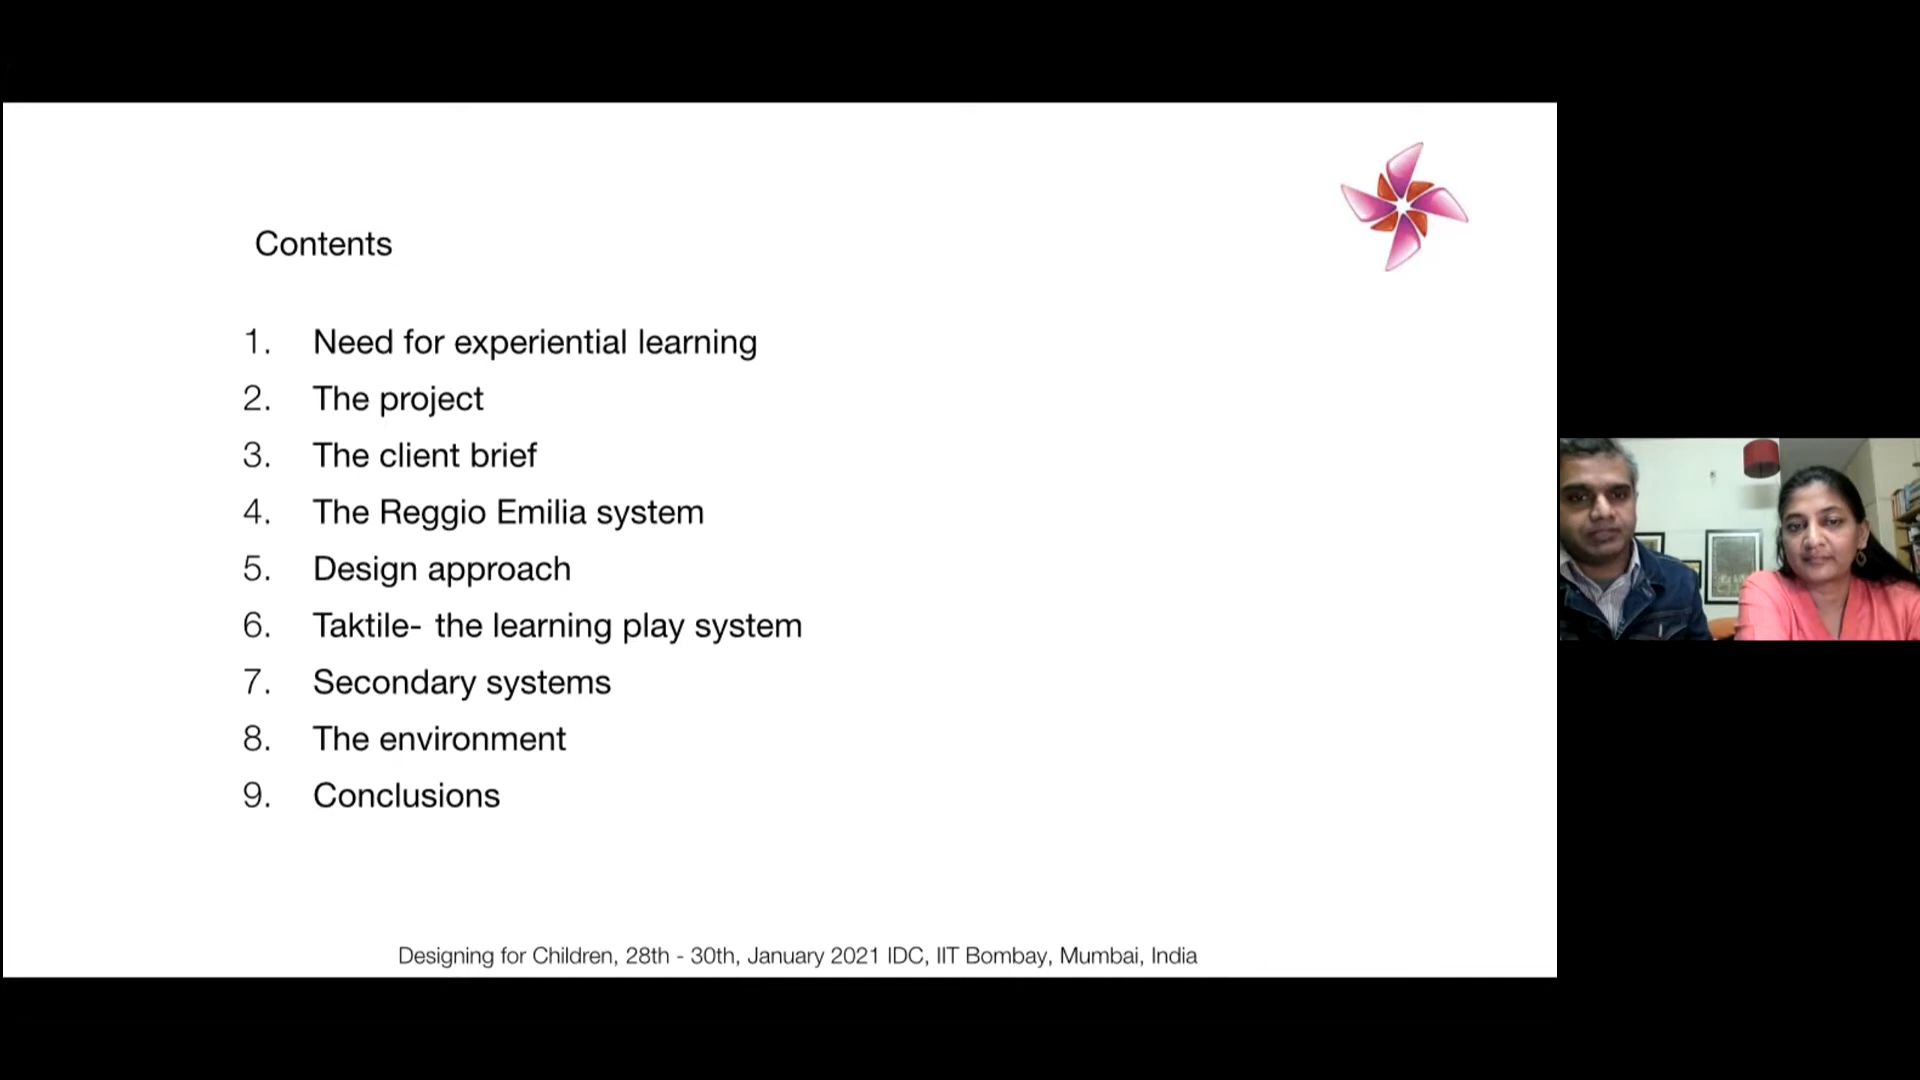 Contents
1. Need for experiential learning
2. The project
3. The client brief
4. The Reggio Emilia system
5. Design approach
6. Taktile- the learning play system
7. Secondary systems
8. The environment
9. Conclusions
Designing for Children, 28th - 30th, January 2021 IDC, IIT Bombay, Mumbai, India